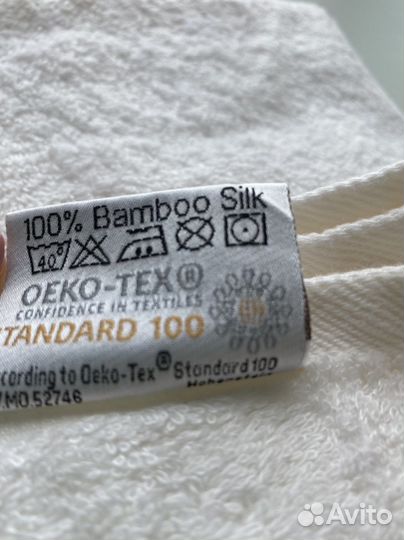 100% Bamboo Silk
40°
OEKO-TEX®
CONFIDENCE IN TEXTILES
STANDARD 100
ccording to Oeko-Tex® Standard 100
.MO.52746
Avito